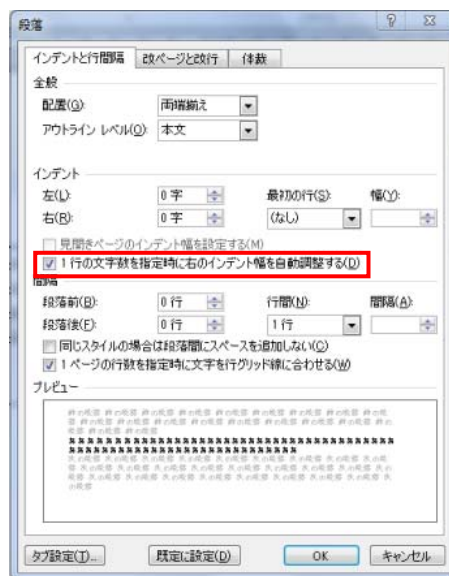 段落
インデントと行間隔 改ページと改行 体裁
全般
配置(G): 両端揃え
アウトライン レベル(O): 本文
インデント
左(L): 0 字 最初の行(S): 幅(Y):
右(R): 0 字 (なし)
見開きページのインデント幅を設定する(M)
1 行の文字数を指定時に右のインデント幅を自動調整する(D)
間隔
段落前(B): 0 行 行間(N): 間隔(A):
段落後(F): 0 行 1 行
同じスタイルの場合は段落間にスペースを追加しない(C)
1 ページの行数を指定時に文字を行グリッド線に合わせる(W)
プレビュー
タブ設定(T)... 既定に設定(D) OK キャンセル